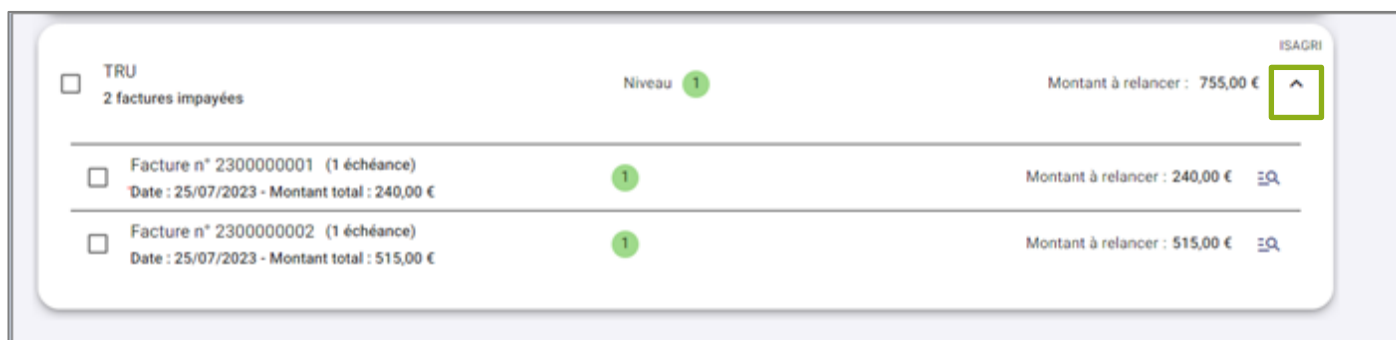 ISAGRI
TRU
2 factures impayées
Niveau 1
Montant à relancer : 755,00 €
Facture n° 2300000001 (1 échéance)
Date : 25/07/2023 - Montant total : 240,00 €
1
Montant à relancer : 240,00 €
Facture n° 2300000002 (1 échéance)
Date : 25/07/2023 - Montant total : 515,00 €
1
Montant à relancer : 515,00 €